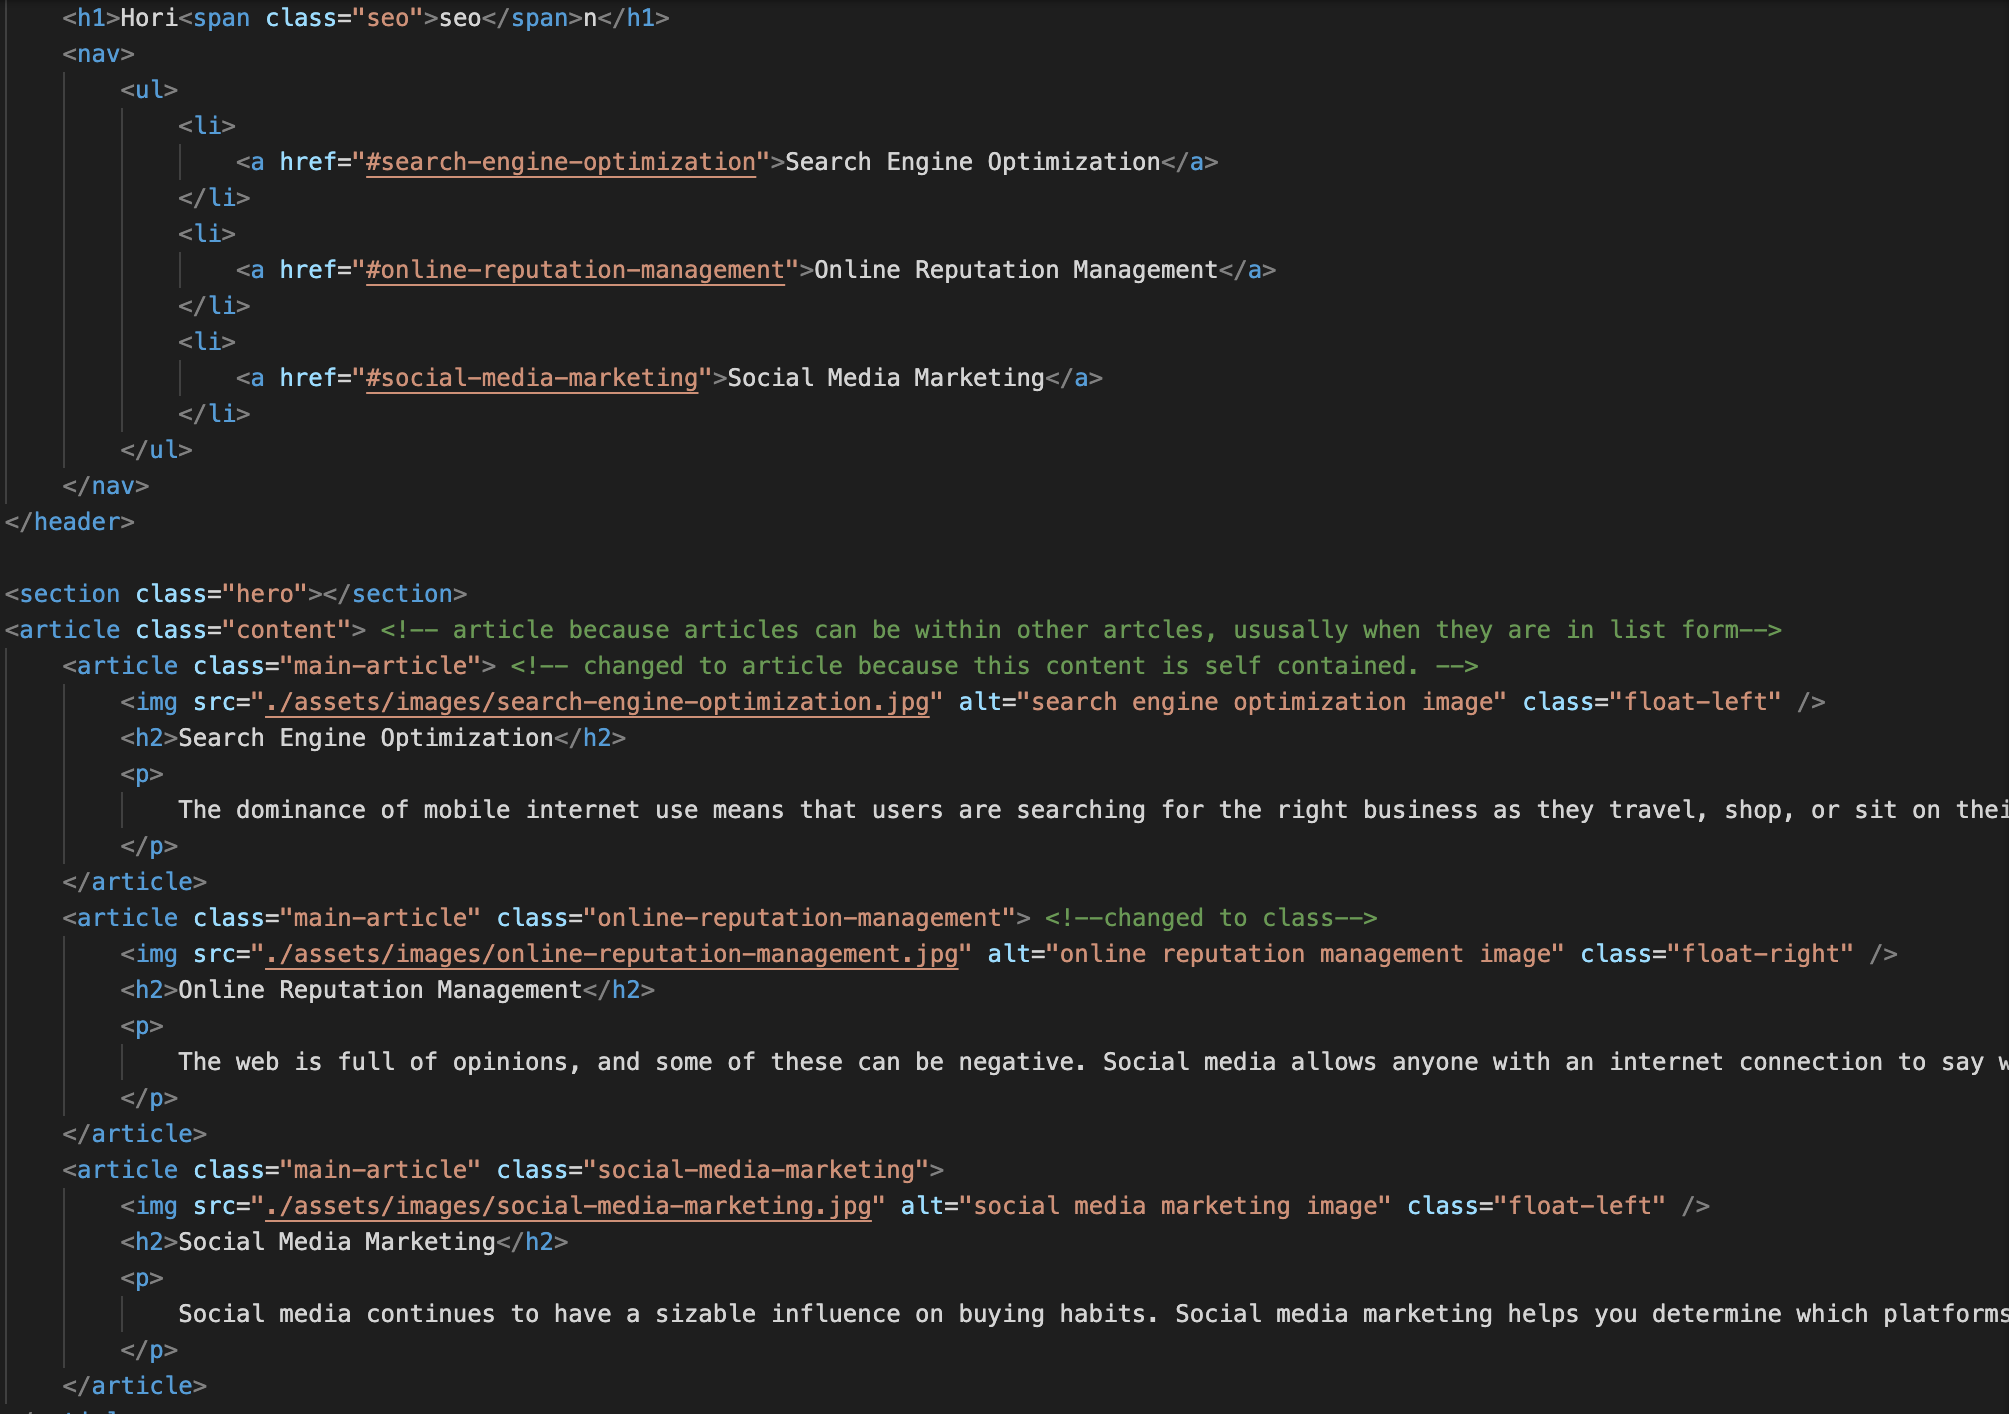 <h1>Hori<span class="seo">seo</span>n</h1>
<nav>
<ul>
<li>
<a href="#search-engine-optimization">Search Engine Optimization</a>
</li>
<li>
<a href="#online-reputation-management">Online Reputation Management</a>
</li>
<li>
<a href="#social-media-marketing">Social Media Marketing</a>
</li>
</ul>
</nav>
</header>
<section class="hero"></section>
<article class="content"> <!-- article because articles can be within other artcles, ususally when they are in list form-->
<article class="main-article"> <!-- changed to article because this content is self contained. -->
<img src="./assets/images/search-engine-optimization.jpg" alt="search engine optimization image" class="float-left" />
<h2>Search Engine Optimization</h2>
<p>
The dominance of mobile internet use means that users are searching for the right business as they travel, shop, or sit on thei
</p>
</article>
<article class="main-article" class="online-reputation-management"> <!--changed to class-->
<img src="./assets/images/online-reputation-management.jpg" alt="online reputation management image" class="float-right" />
<h2>Online Reputation Management</h2>
<p>
The web is full of opinions, and some of these can be negative. Social media allows anyone with an internet connection to say w
</p>
</article>
<article class="main-article" class="social-media-marketing">
<img src="./assets/images/social-media-marketing.jpg" alt="social media marketing image" class="float-left" />
<h2>Social Media Marketing</h2>
<p>
Social media continues to have a sizable influence on buying habits. Social media marketing helps you determine which platforms
</p>
</article>